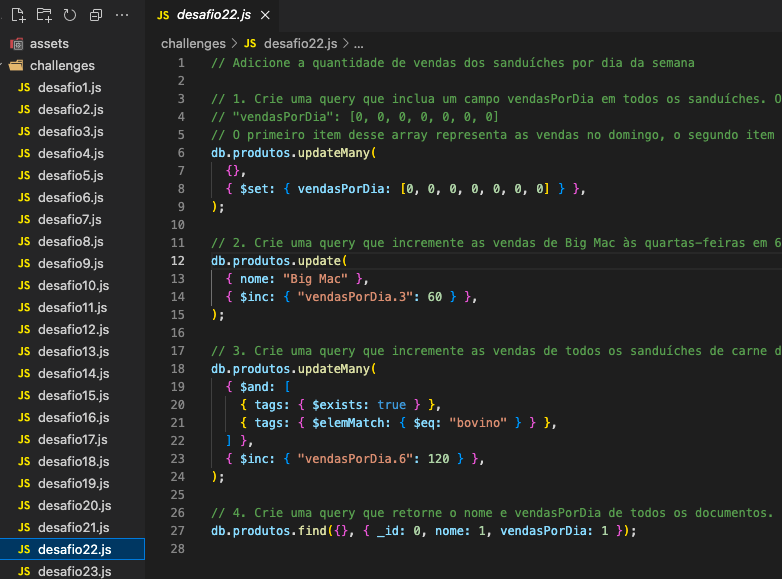 JS desafio22.js ×
assets
challenges
JS desafio1.js
JS desafio2.js
JS desafio3.js
JS desafio4.js
JS desafio5.js
JS desafio6.js
JS desafio7.js
JS desafio8.js
JS desafio9.js
JS desafio10.js
JS desafio11.js
JS desafio12.js
JS desafio13.js
JS desafio14.js
JS desafio15.js
JS desafio16.js
JS desafio17.js
JS desafio18.js
JS desafio19.js
JS desafio20.js
JS desafio21.js
JS desafio22.js
JS desafio23.js
challenges > JS desafio22.js > ...
1 // Adicione a quantidade de vendas dos sanduíches por dia da semana
2
3 // 1. Crie uma query que inclua um campo vendasPorDia em todos os sanduíches. O
4 // "vendasPorDia": [0, 0, 0, 0, 0, 0, 0]
5 // O primeiro item desse array representa as vendas no domingo, o segundo item
6 db.produtos.updateMany(
7 {},
8 { $set: { vendasPorDia: [0, 0, 0, 0, 0, 0, 0] } },
9 );
10
11 // 2. Crie uma query que incremente as vendas de Big Mac às quartas-feiras em 6
12 db.produtos.update(
13 { nome: "Big Mac" },
14 { $inc: { "vendasPorDia.3": 60 } },
15 );
16
17 // 3. Crie uma query que incremente as vendas de todos os sanduíches de carne d
18 db.produtos.updateMany(
19 { $and: [
20 { tags: { $exists: true } },
21 { tags: { $elemMatch: { $eq: "bovino" } } },
22 ] },
23 { $inc: { "vendasPorDia.6": 120 } },
24 );
25
26 // 4. Crie uma query que retorne o nome e vendasPorDia de todos os documentos.
27 db.produtos.find({}, { _id: 0, nome: 1, vendasPorDia: 1 });
28